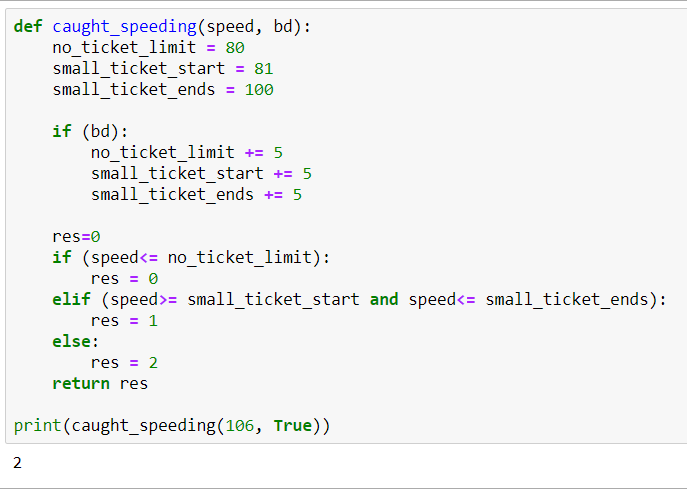 def caught_speeding(speed, bd):
    no_ticket_limit = 80
    small_ticket_start = 81
    small_ticket_ends = 100

    if (bd):
        no_ticket_limit += 5
        small_ticket_start += 5
        small_ticket_ends += 5

    res=0
    if (speed<= no_ticket_limit):
        res = 0
    elif (speed>= small_ticket_start and speed<= small_ticket_ends):
        res = 1
    else:
        res = 2
    return res

print(caught_speeding(106, True))
2